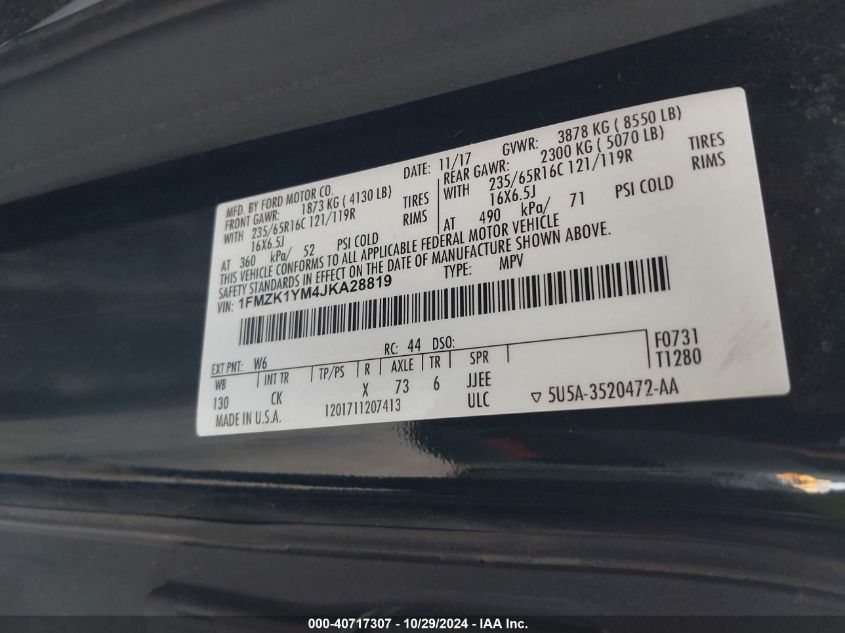 MFD. BY FORD MOTOR CO.
DATE: 11/17
GVWR: 3878 KG ( 8550 LB)
FRONT GAWR: 1873 KG ( 4130 LB)
REAR GAWR: 2300 KG ( 5070 LB)
WITH 235/65R16C 121/119R TIRES
WITH 235/65R16C 121/119R TIRES
16X6.5J RIMS
16X6.5J RIMS
AT 360 kPa/ 52 PSI COLD
AT 490 kPa/ 71 PSI COLD
THIS VEHICLE CONFORMS TO ALL APPLICABLE FEDERAL MOTOR VEHICLE
SAFETY STANDARDS IN EFFECT ON THE DATE OF MANUFACTURE SHOWN ABOVE.
VIN: 1FMZK1YM4JKA28819
TYPE: MPV
EXT PNT: W6
RC: 44 DSO:
F0731
T1280
WB INT TR TP/PS R AXLE TR SPR
130 CK X 73 6 JJEE
MADE IN U.S.A. 1201711207413 ULC ▽ 5U5A-3520472-AA
000-40717307 - 10/29/2024 - IAA Inc.